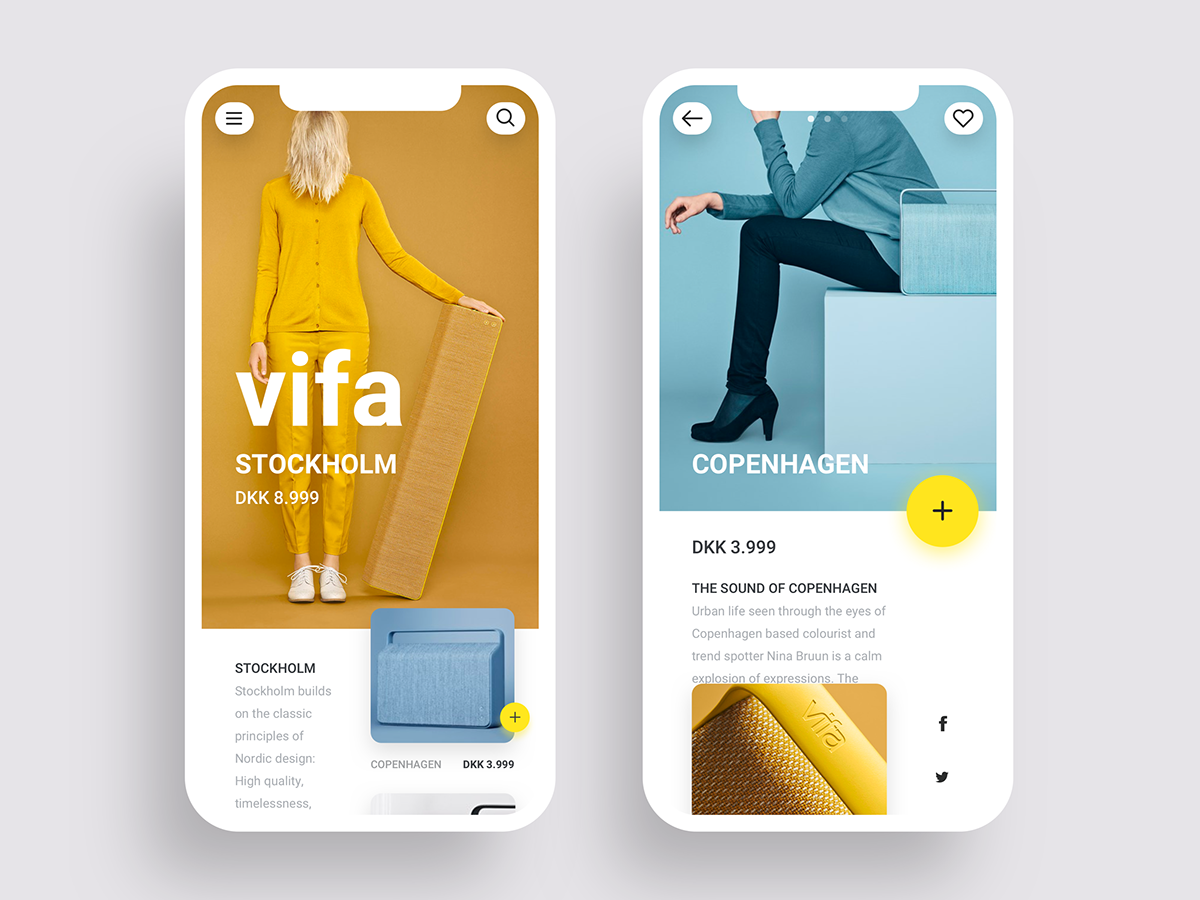 vifa
STOCKHOLM
DKK 8.999
STOCKHOLM
Stockholm builds
on the classic
principles of
Nordic design:
High quality,
timelessness,
COPENHAGEN DKK 3.999
COPENHAGEN
DKK 3.999
THE SOUND OF COPENHAGEN
Urban life seen through the eyes of
Copenhagen based colourist and
trend spotter Nina Bruun is a calm
explosion of expressions. The
vifa